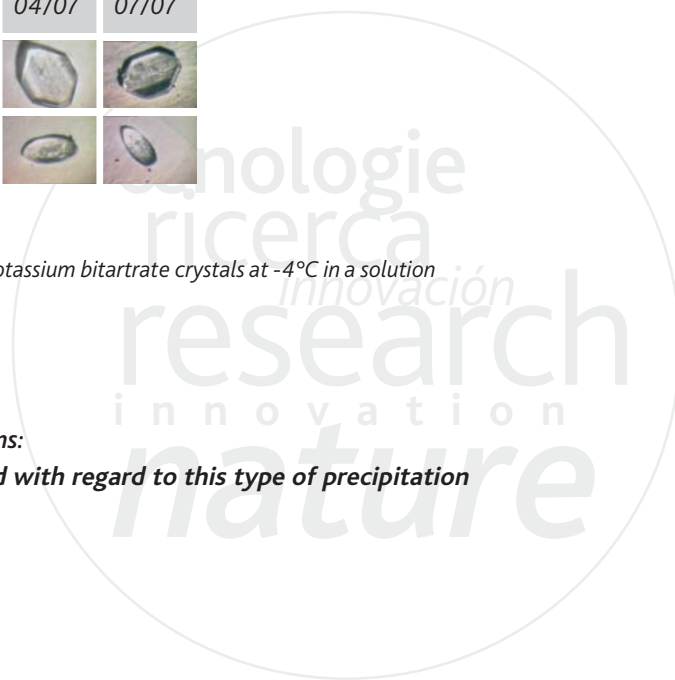 04/07 07/07
œnologie
ricerca
otassium bitartrate crystals at -4°C in a solution
innovación
research
innovation
ns:
d with regard to this type of precipitation
nature